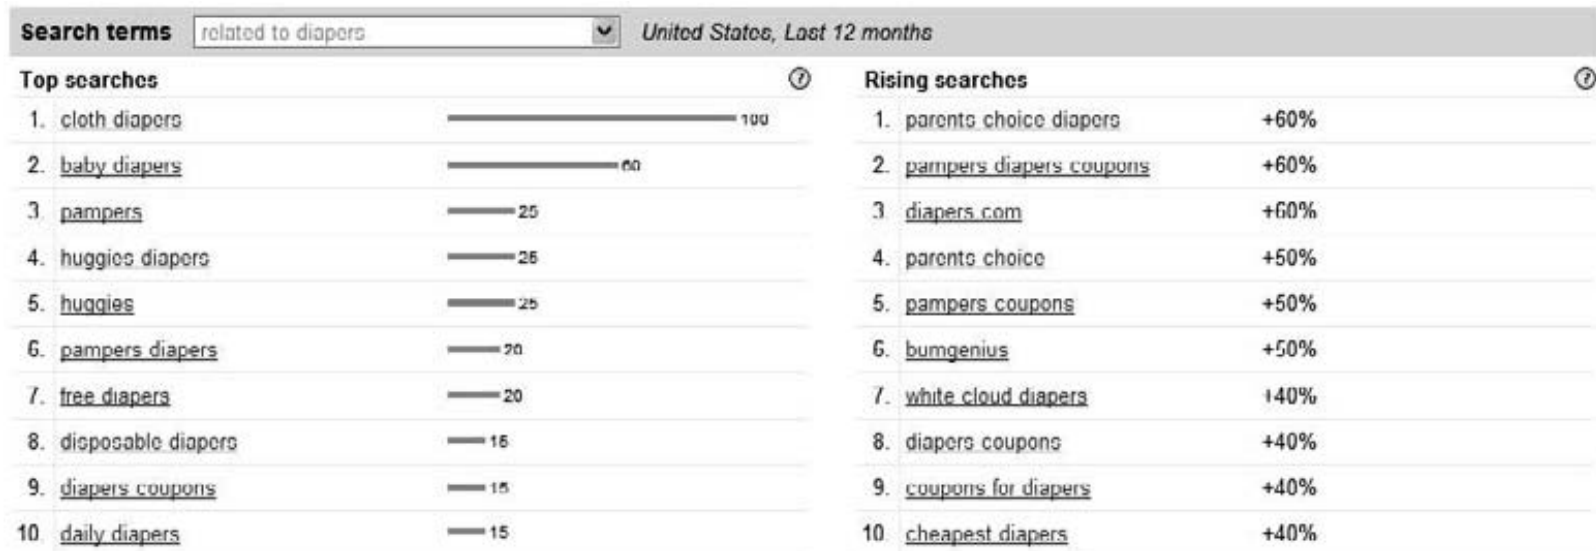 Search terms related to diapers United States, Last 12 months
Top searches
1. cloth diapers 100
2. baby diapers 60
3. pampers 25
4. huggies diapers 25
5. huggies 25
6. pampers diapers 20
7. free diapers 20
8. disposable diapers 15
9. diapers coupons 15
10. daily diapers 15
Rising searches
1. parents choice diapers +60%
2. pampers diapers coupons +60%
3. diapers.com +60%
4. parents choice +50%
5. pampers coupons +50%
6. bumgenius +50%
7. white cloud diapers +40%
8. diapers coupons +40%
9. coupons for diapers +40%
10. cheapest diapers +40%